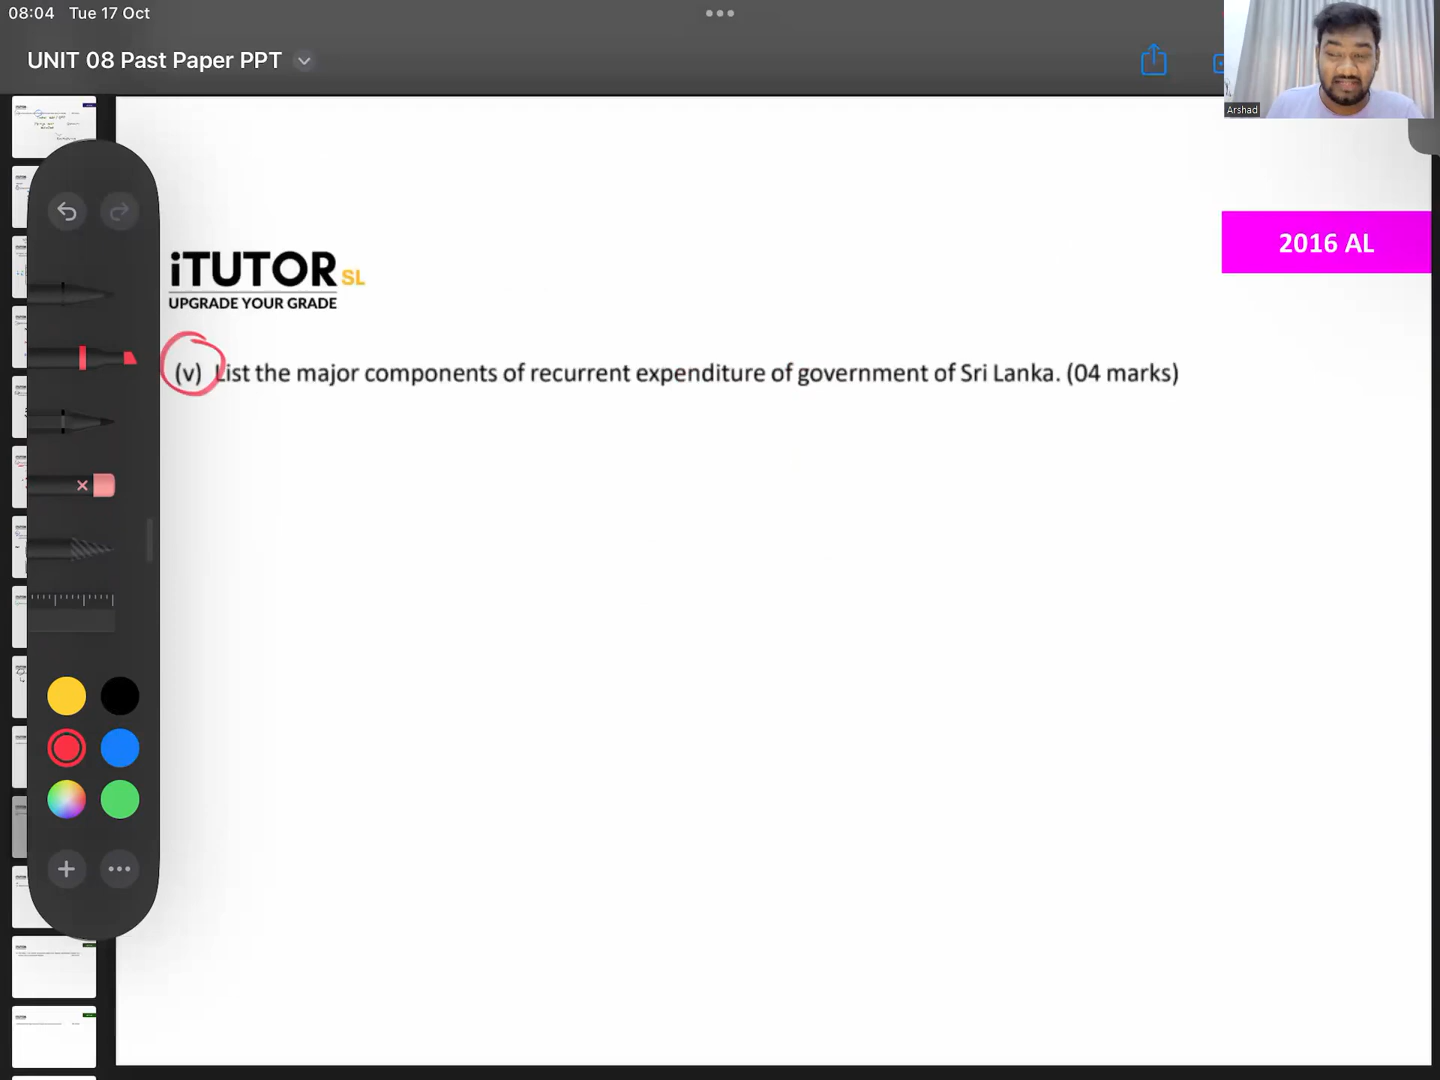 08:04 Tue 17 Oct
UNIT 08 Past Paper PPT
Arshad
2016 AL
iTUTOR SL
UPGRADE YOUR GRADE
(v) List the major components of recurrent expenditure of government of Sri Lanka. (04 marks)